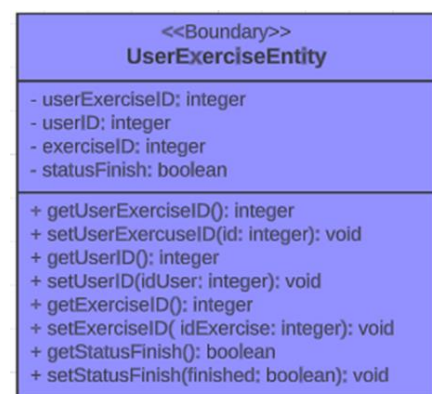 <<Boundary>>
UserExerciseEntity
- userExerciseID: integer
- userID: integer
- exerciseID: integer
- statusFinish: boolean
+ getUserExerciseID(): integer
+ setUserExercuseID(id: integer): void
+ getUserID(): integer
+ setUserID(idUser: integer): void
+ getExerciseID(): integer
+ setExerciseID( idExercise: integer): void
+ getStatusFinish(): boolean
+ setStatusFinish(finished: boolean): void